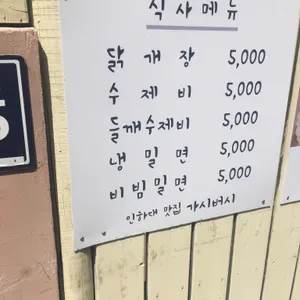 식사메뉴
닭개장 5,000
수제비 5,000
들깨수제비 5,000
냉밀면 5,000
비빔밀면 5,000
인하대 맛집 가시버시
5